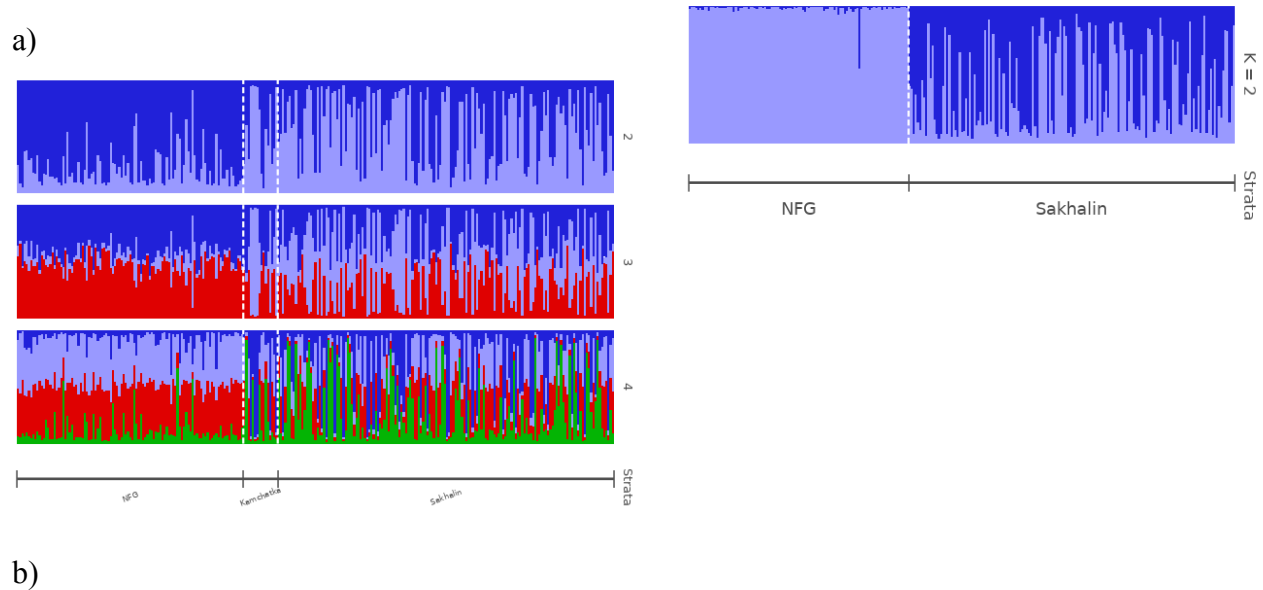 a)
2
3
4
Strata
NFG
Kamchatka
Sakhalin
K = 2
Strata
NFG
Sakhalin
b)